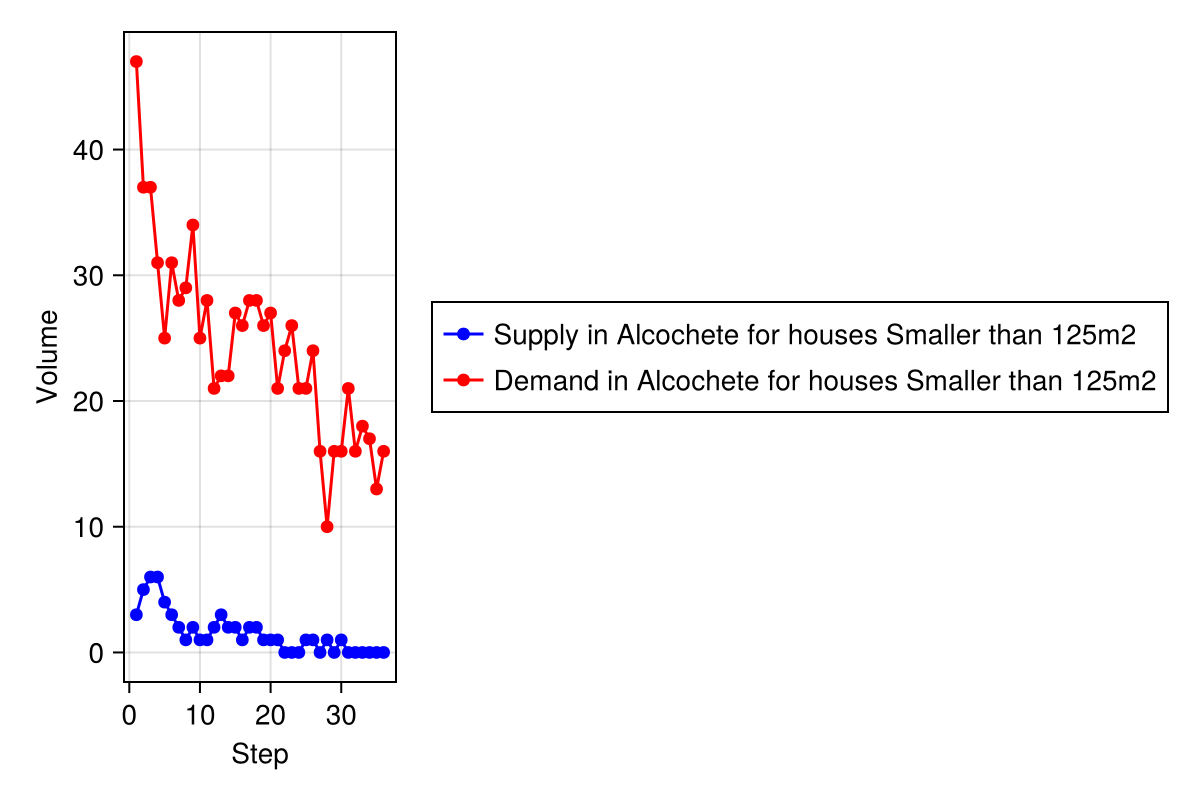 40
30
20
10
0
Volume
0 10 20 30
Step
Supply in Alcochete for houses Smaller than 125m2
Demand in Alcochete for houses Smaller than 125m2